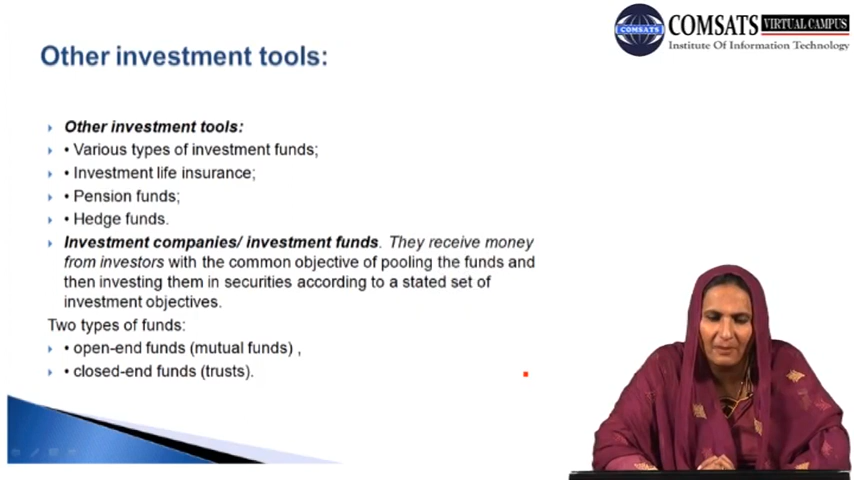 COMSATS VIRTUAL CAMPUS
COMSATS
Institute Of Information Technology
Other investment tools:
Other investment tools:
• Various types of investment funds;
• Investment life insurance;
• Pension funds;
• Hedge funds.
Investment companies/ investment funds. They receive money
from investors with the common objective of pooling the funds and
then investing them in securities according to a stated set of
investment objectives.
Two types of funds:
• open-end funds (mutual funds) ,
• closed-end funds (trusts).